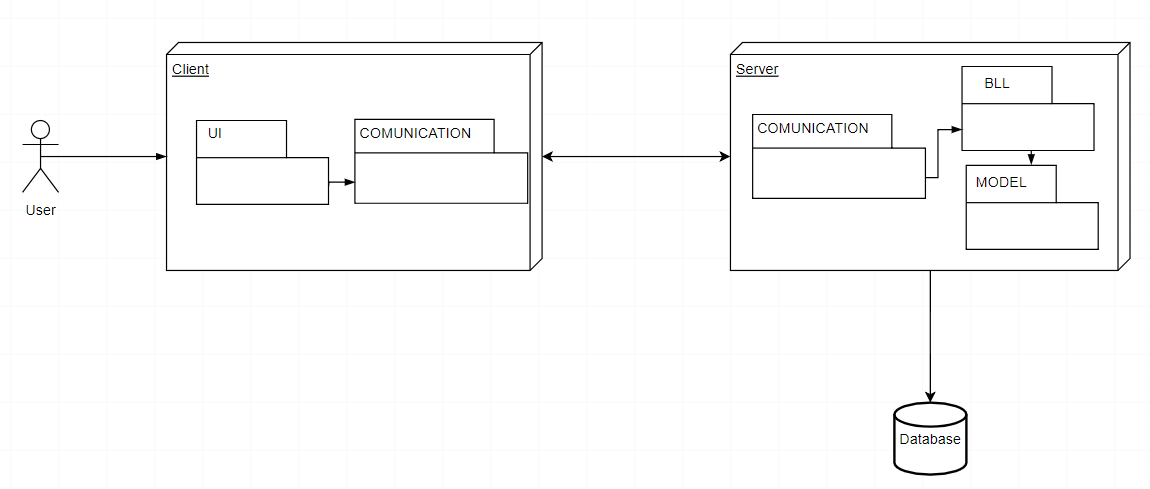 Client
Server
UI
COMUNICATION
COMUNICATION
BLL
MODEL
User
Database